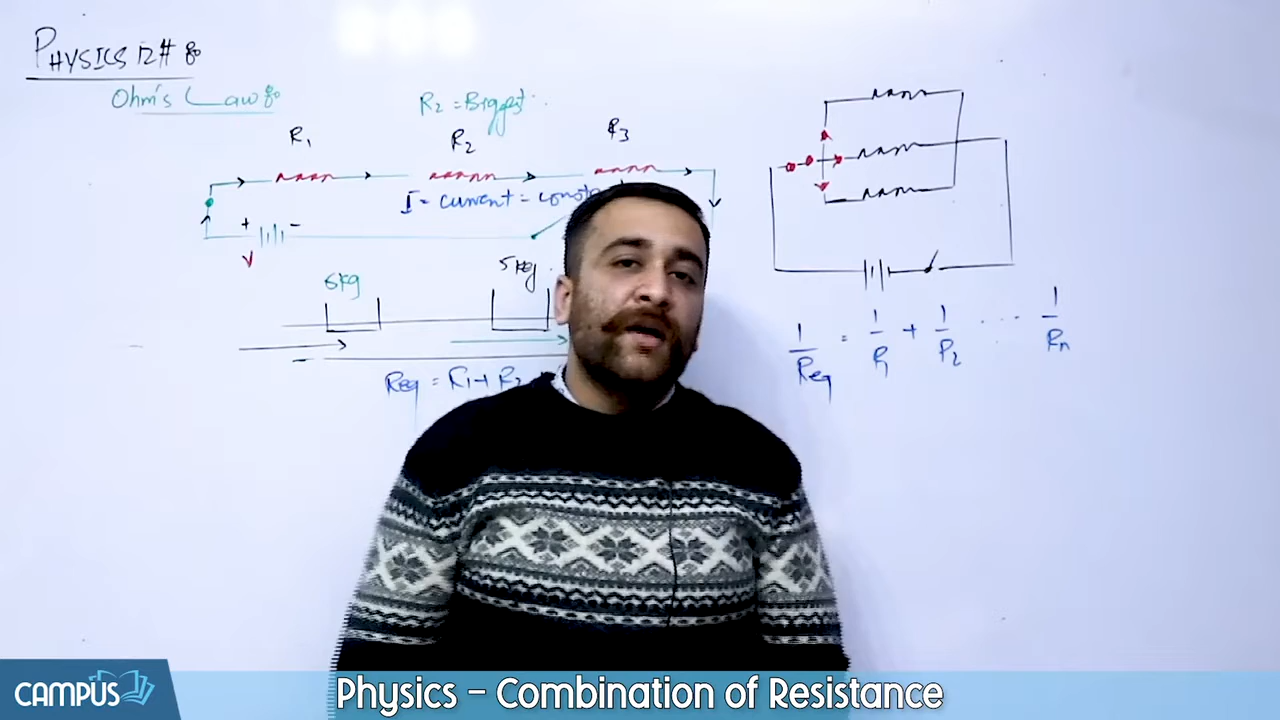 PHYSICS 12#8
Ohm's Law 8
R2 = Biggest
R1
R2
R3
I = current = consta
+ -
V
5kg
5kg
Req = R1+R2
1/Req = 1/R1 + 1/R2 ... 1/Rn
CAMPUS
Physics – Combination of Resistance